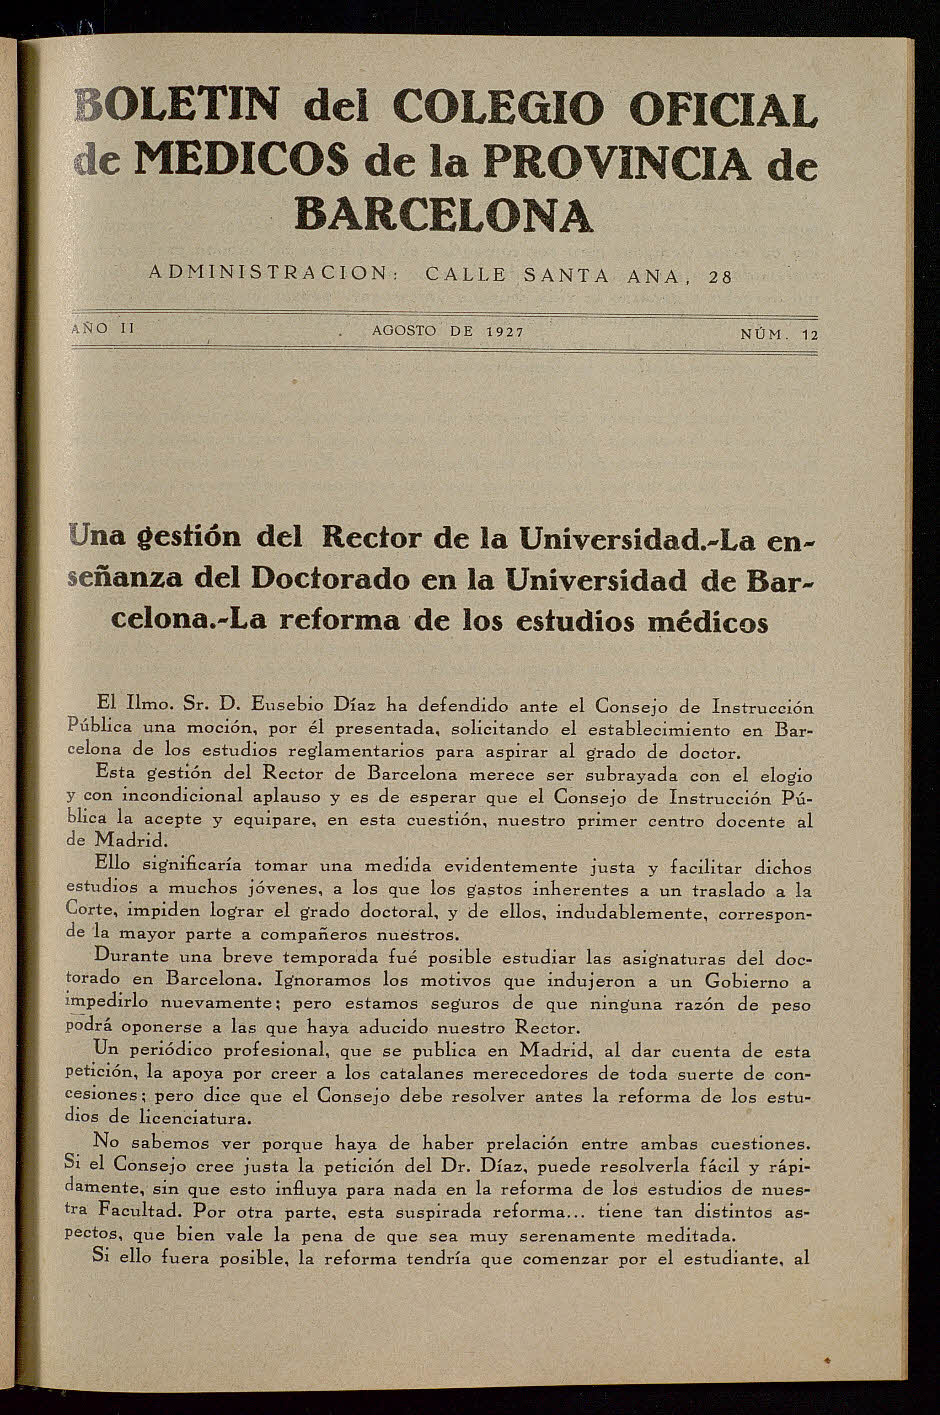 BOLETIN del COLEGIO OFICIAL
de MEDICOS de la PROVINCIA de
BARCELONA
ADMINISTRACION: CALLE SANTA ANA, 28
AÑO II AGOSTO DE 1927 NÚM. 12
Una gestión del Rector de la Universidad.-La en-
señanza del Doctorado en la Universidad de Bar-
celona.-La reforma de los estudios médicos
El Ilmo. Sr. D. Eusebio Díaz ha defendido ante el Consejo de Instrucción
Pública una moción, por él presentada, solicitando el establecimiento en Bar-
celona de los estudios reglamentarios para aspirar al grado de doctor.
Esta gestión del Rector de Barcelona merece ser subrayada con el elogio
y con incondicional aplauso y es de esperar que el Consejo de Instrucción Pú-
blica la acepte y equipare, en esta cuestión, nuestro primer centro docente al
de Madrid.
Ello significaría tomar una medida evidentemente justa y facilitar dichos
estudios a muchos jóvenes, a los que los gastos inherentes a un traslado a la
Corte, impiden lograr el grado doctoral, y de ellos, indudablemente, correspon-
de la mayor parte a compañeros nuestros.
Durante una breve temporada fué posible estudiar las asignaturas del doc-
torado en Barcelona. Ignoramos los motivos que indujeron a un Gobierno a
impedirlo nuevamente; pero estamos seguros de que ninguna razón de peso
podrá oponerse a las que haya aducido nuestro Rector.
Un periódico profesional, que se publica en Madrid, al dar cuenta de esta
petición, la apoya por creer a los catalanes merecedores de toda suerte de con-
cesiones; pero dice que el Consejo debe resolver antes la reforma de los estu-
dios de licenciatura.
No sabemos ver porque haya de haber prelación entre ambas cuestiones.
Si el Consejo cree justa la petición del Dr. Díaz, puede resolverla fácil y rápi-
damente, sin que esto influya para nada en la reforma de los estudios de nues-
tra Facultad. Por otra parte, esta suspirada reforma... tiene tan distintos as-
pectos, que bien vale la pena de que sea muy serenamente meditada.
Si ello fuera posible, la reforma tendría que comenzar por el estudiante, al